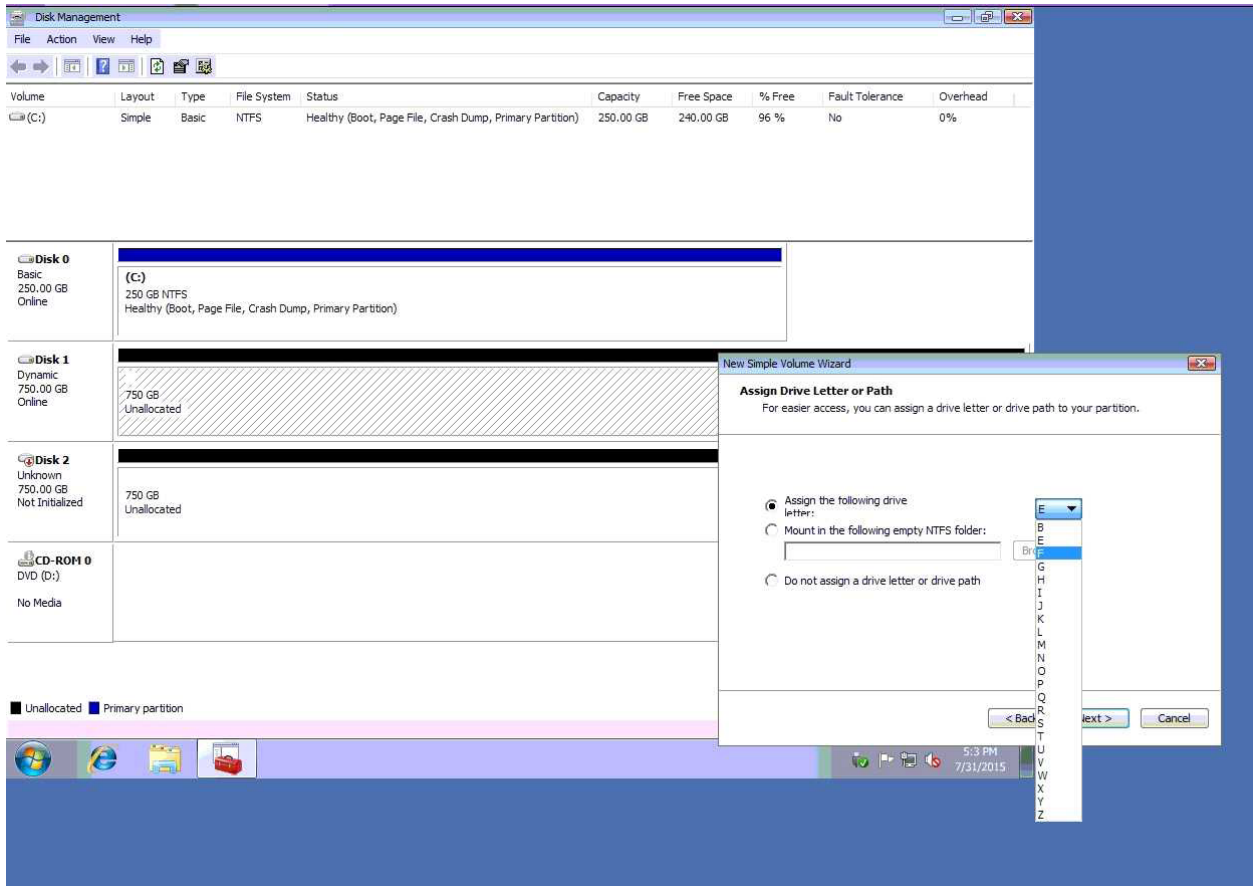 Disk Management
File Action View Help
Volume Layout Type File System Status Capacity Free Space % Free Fault Tolerance Overhead
(C:) Simple Basic NTFS Healthy (Boot, Page File, Crash Dump, Primary Partition) 250.00 GB 240.00 GB 96 % No 0%
Disk 0
Basic
250.00 GB
Online
(C:)
250 GB NTFS
Healthy (Boot, Page File, Crash Dump, Primary Partition)
Disk 1
Dynamic
750.00 GB
Online
750 GB
Unallocated
Disk 2
Unknown
750.00 GB
Not Initialized
750 GB
Unallocated
CD-ROM 0
DVD (D:)
No Media
Unallocated Primary partition
New Simple Volume Wizard
Assign Drive Letter or Path
For easier access, you can assign a drive letter or drive path to your partition.
Assign the following drive
letter:
E
Mount in the following empty NTFS folder:
Do not assign a drive letter or drive path
B
E
F
G
H
I
J
K
L
M
N
O
P
Q
R
S
T
U
V
W
X
Y
Z
< Back Next > Cancel
5:3 PM
7/31/2015